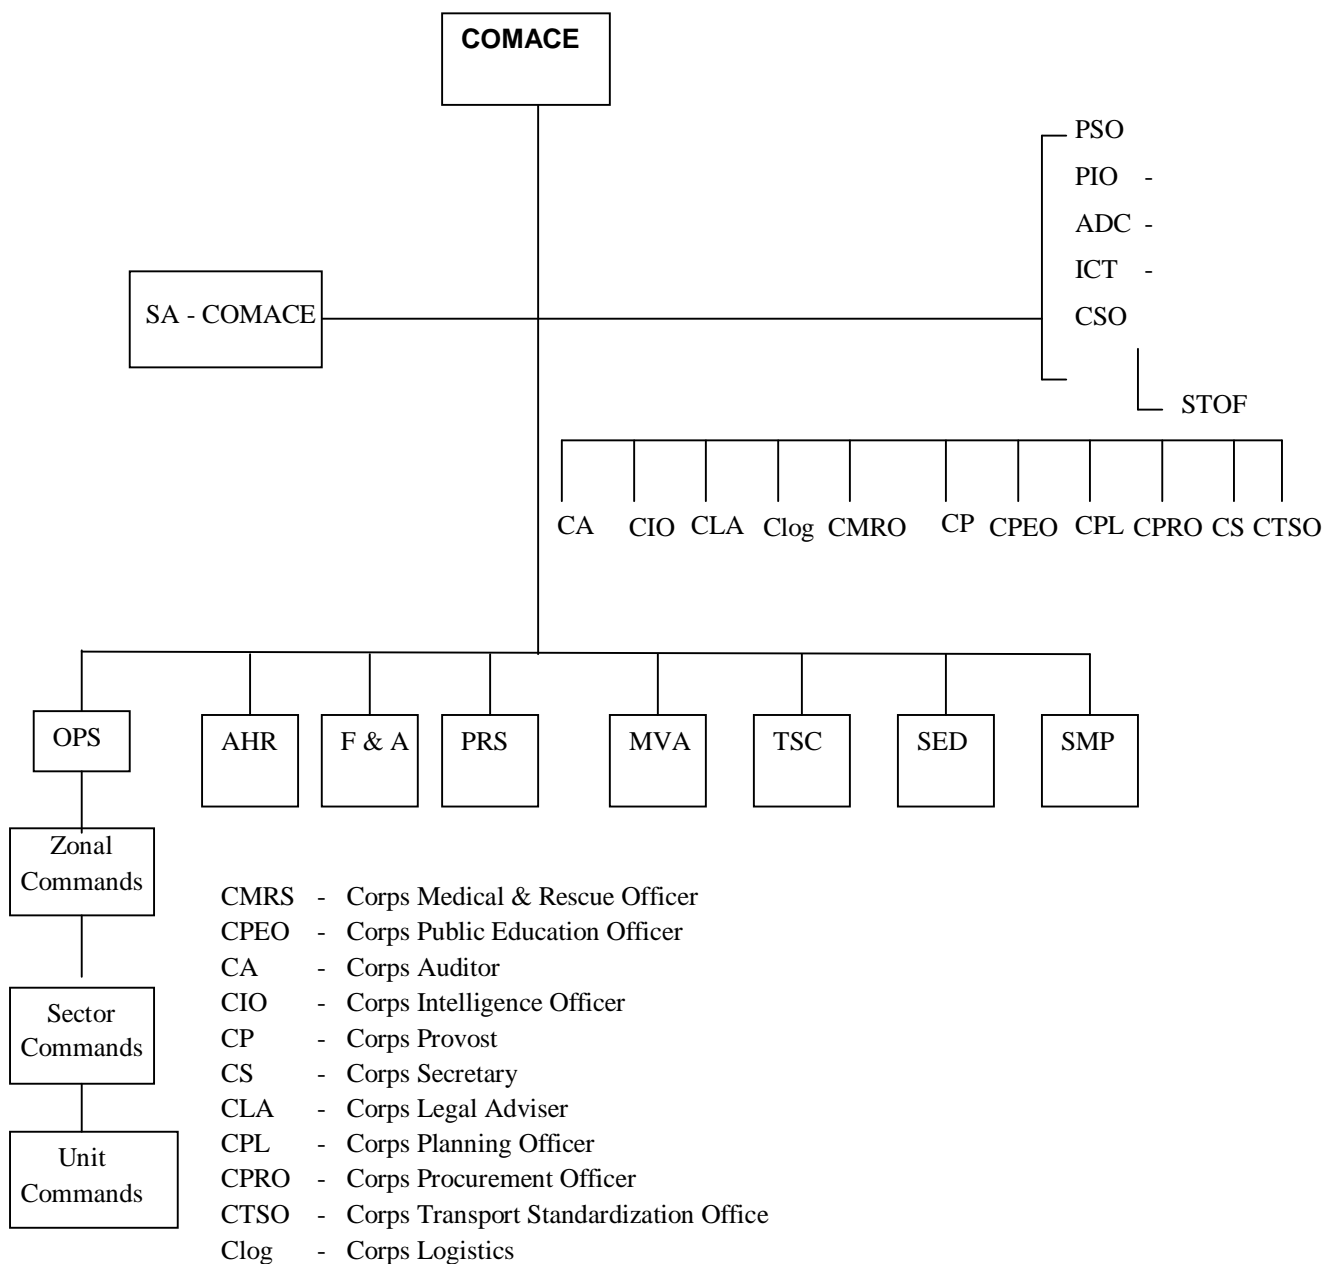 COMACE
PSO
PIO -
ADC -
ICT -
SA - COMACE
CSO
STOF
CA CIO CLA Clog CMRO CP CPEO CPL CPRO CS CTSO
OPS AHR F & A PRS MVA TSC SED SMP
Zonal
Commands
Sector
Commands
Unit
Commands
CMRS - Corps Medical & Rescue Officer
CPEO - Corps Public Education Officer
CA - Corps Auditor
CIO - Corps Intelligence Officer
CP - Corps Provost
CS - Corps Secretary
CLA - Corps Legal Adviser
CPL - Corps Planning Officer
CPRO - Corps Procurement Officer
CTSO - Corps Transport Standardization Office
Clog - Corps Logistics